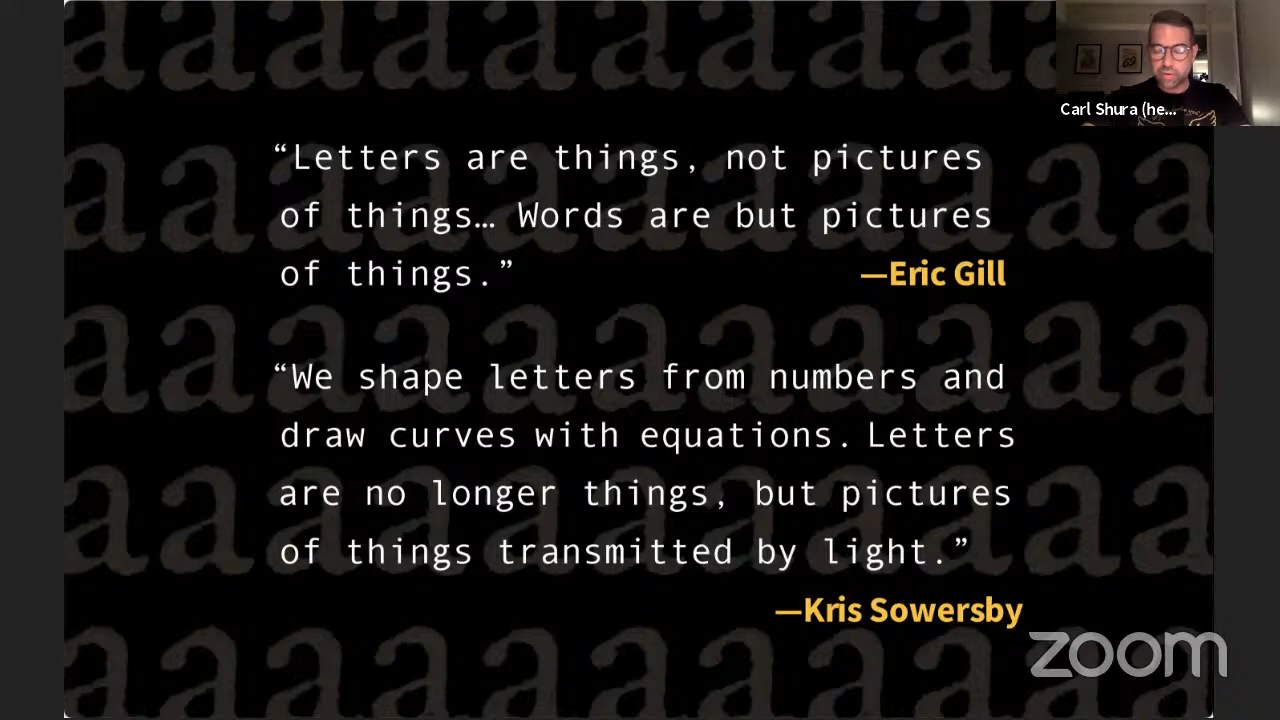 Carl Shura (he...
“Letters are things, not pictures
of things… Words are but pictures
of things.”
—Eric Gill
“We shape letters from numbers and
draw curves with equations. Letters
are no longer things, but pictures
of things transmitted by light.”
—Kris Sowersby
zoom